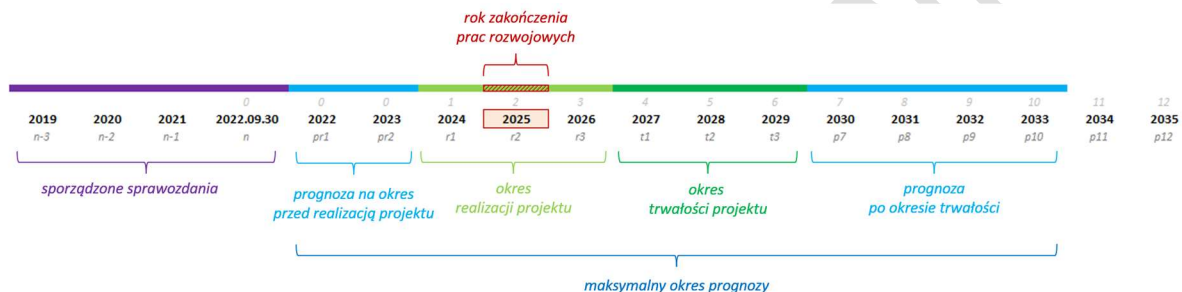 rok zakończenia
prac rozwojowych
0 0 0 1 2 3 4 5 6 7 8 9 10 11 12
2019 2020 2021 2022.09.30 2022 2023 2024 2025 2026 2027 2028 2029 2030 2031 2032 2033 2034 2035
n-3 n-2 n-1 n pr1 pr2 r1 r2 r3 t1 t2 t3 p7 p8 p9 p10 p11 p12
sporządzone sprawozdania
prognoza na okres
przed realizacją projektu
okres
realizacji projektu
okres
trwałości projektu
prognoza
po okresie trwałości
maksymalny okres prognozy